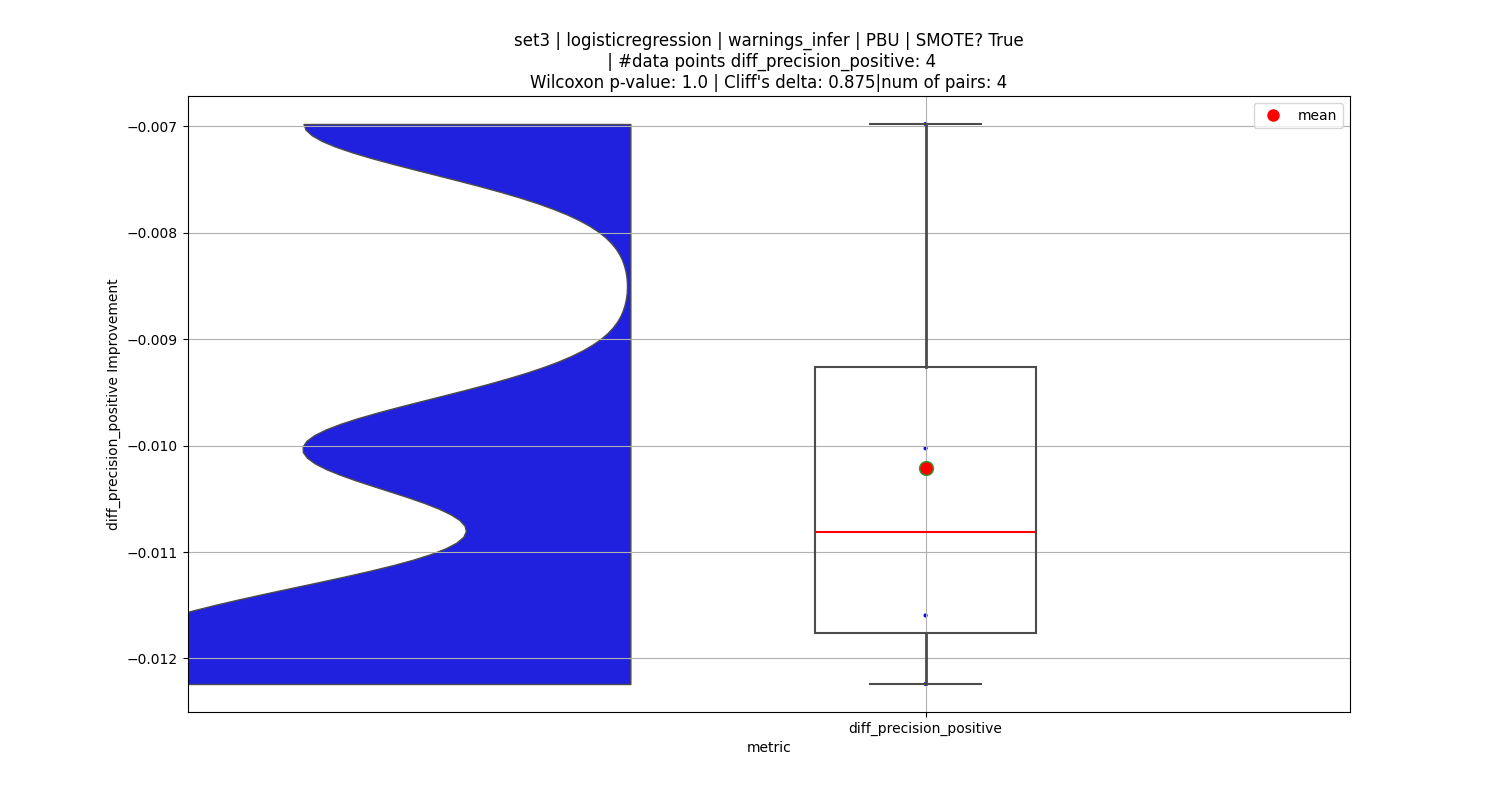 set3 | logisticregression | warnings_infer | PBU | SMOTE? True
| #data points diff_precision_positive: 4
Wilcoxon p-value: 1.0 | Cliff's delta: 0.875|num of pairs: 4
mean
−0.007
−0.008
−0.009
−0.010
−0.011
−0.012
diff_precision_positive Improvement
diff_precision_positive
metric